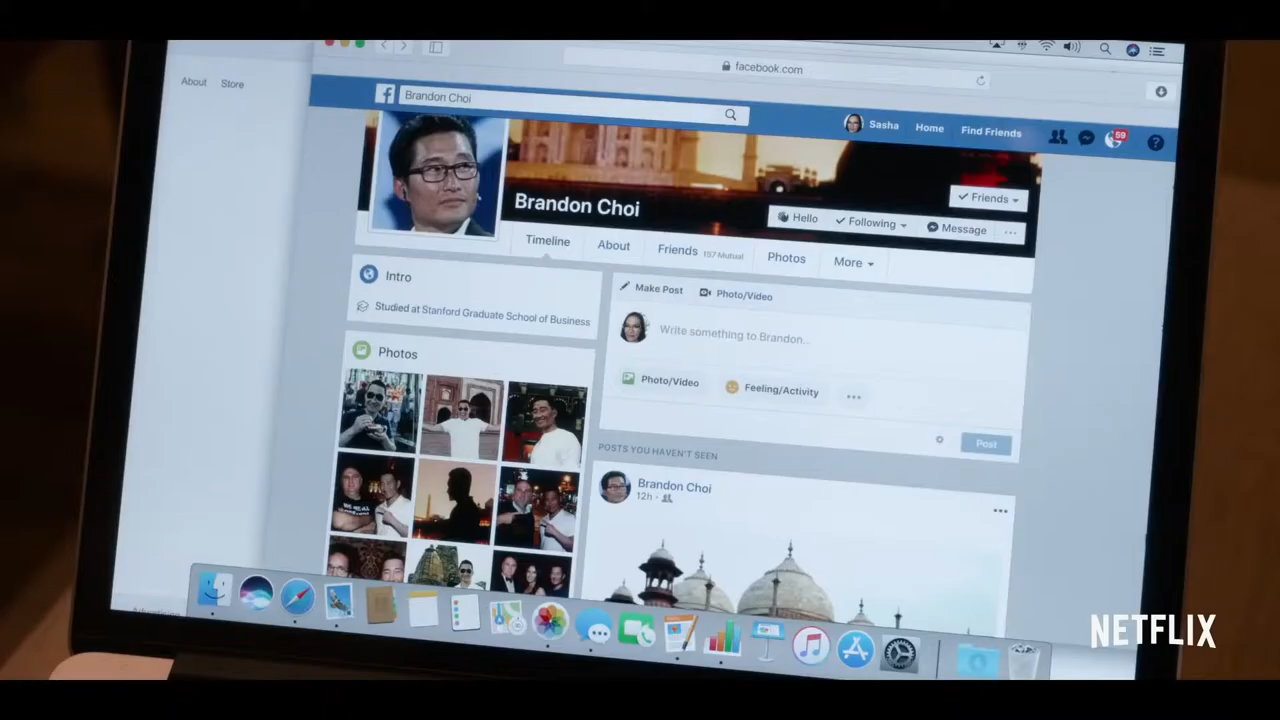 facebook.com
About Store
Brandon Choi
Sasha Home Find Friends 59 ?
Brandon Choi
Friends
Hello Following Message ...
Timeline About Friends 157 Mutual Photos More
Intro
Studied at Stanford Graduate School of Business
Make Post Photo/Video
Write something to Brandon...
Photo/Video Feeling/Activity ...
Post
Photos
POSTS YOU HAVEN'T SEEN
Brandon Choi
12h
NETFLIX